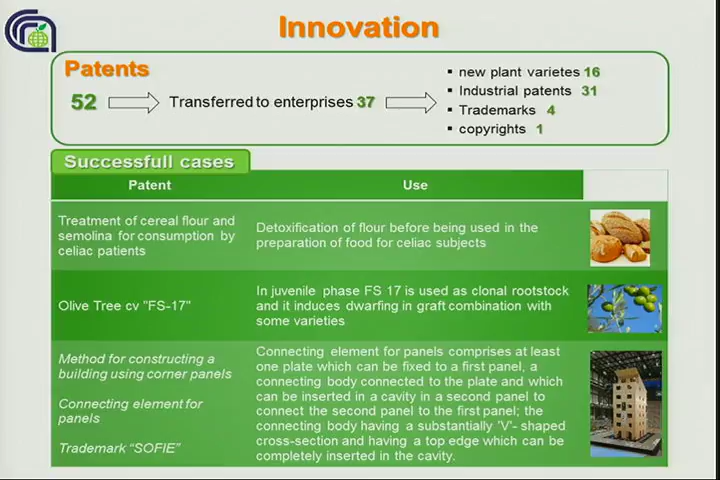 Innovation
Patents
52
Transferred to enterprises 37
▪ new plant varietes 16
▪ Industrial patents 31
▪ Trademarks 4
▪ copyrights 1
Successfull cases
Patent
Use
Treatment of cereal flour and
semolina for consumption by
celiac patients
Detoxification of flour before being used in the
preparation of food for celiac subjects
Olive Tree cv "FS-17"
In juvenile phase FS 17 is used as clonal rootstock
and it induces dwarfing in graft combination with
some varieties
Method for constructing a
building using corner panels
Connecting element for
panels
Trademark “SOFIE”
Connecting element for panels comprises at least
one plate which can be fixed to a first panel, a
connecting body connected to the plate and which
can be inserted in a cavity in a second panel to
connect the second panel to the first panel; the
connecting body having a substantially 'V'- shaped
cross-section and having a top edge which can be
completely inserted in the cavity.